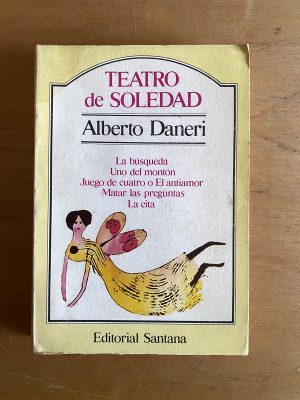 TEATRO
de SOLEDAD
Alberto Daneri
La búsqueda
Uno del montón
Juego de cuatro o El antiamor
Matar las preguntas
La cita
Editorial Santana